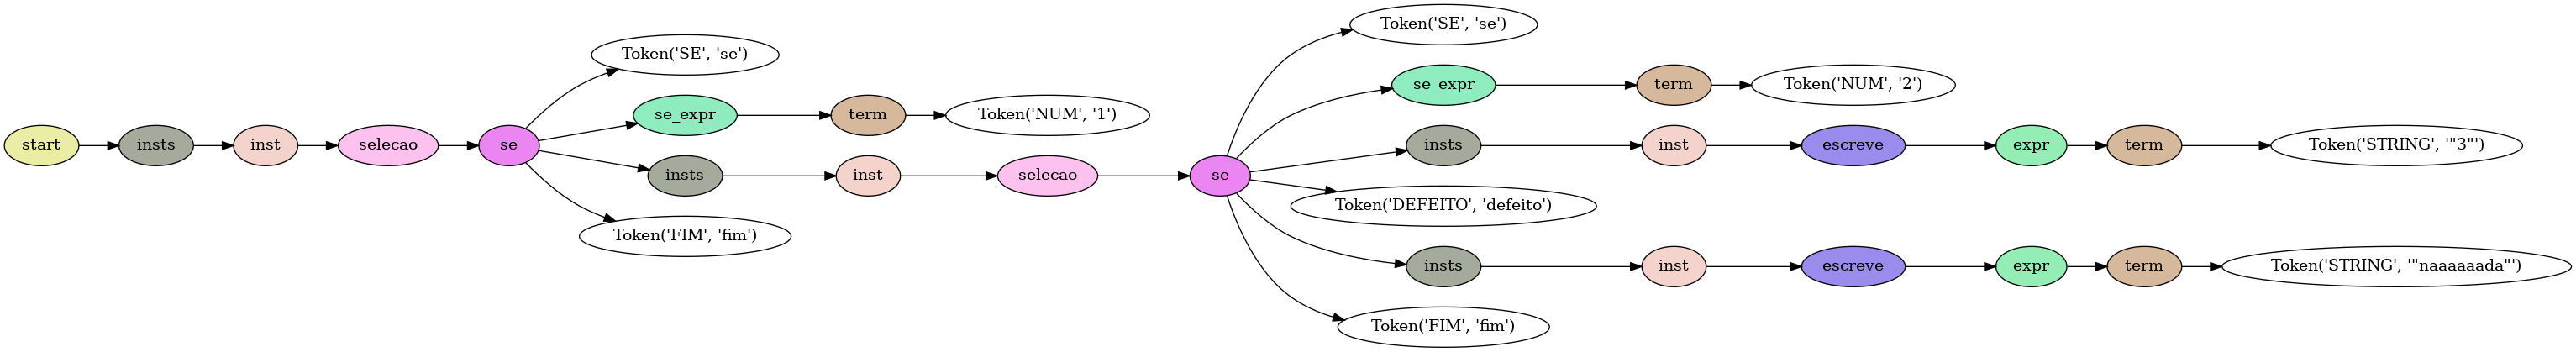 start
insts
inst
selecao
se
Token('SE', 'se')
se_expr
term
Token('NUM', '1')
insts
inst
selecao
se
Token('SE', 'se')
se_expr
term
Token('NUM', '2')
insts
inst
escreve
expr
term
Token('STRING', '"3"')
Token('DEFEITO', 'defeito')
insts
inst
escreve
expr
term
Token('STRING', '"naaaaaada"')
Token('FIM', 'fim')
Token('FIM', 'fim')